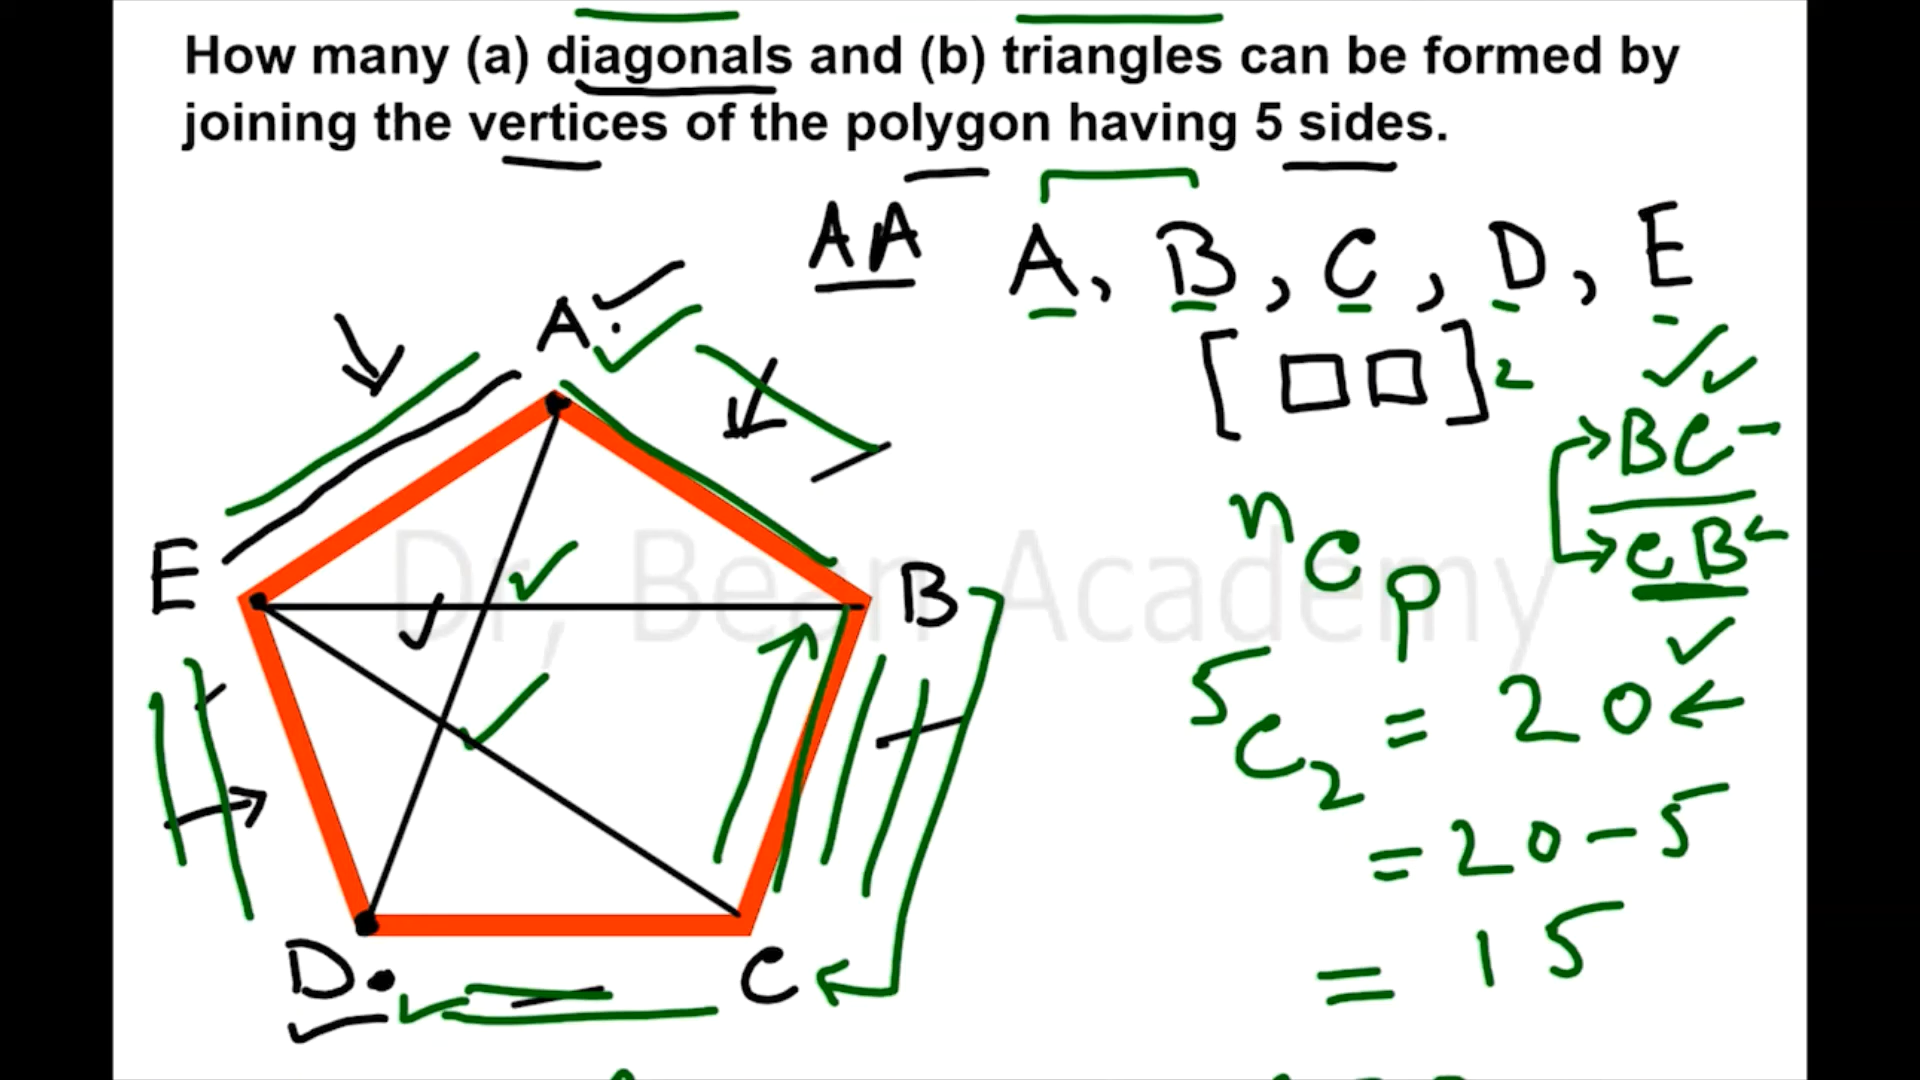 How many (a) diagonals and (b) triangles can be formed by
joining the vertices of the polygon having 5 sides.
AA A, B, C, D, E
A.
[□□]2
BC-
CB
Dr, Bean Academy
nCp
E
B
5C2 = 20
= 20-5
= 15
D.
C